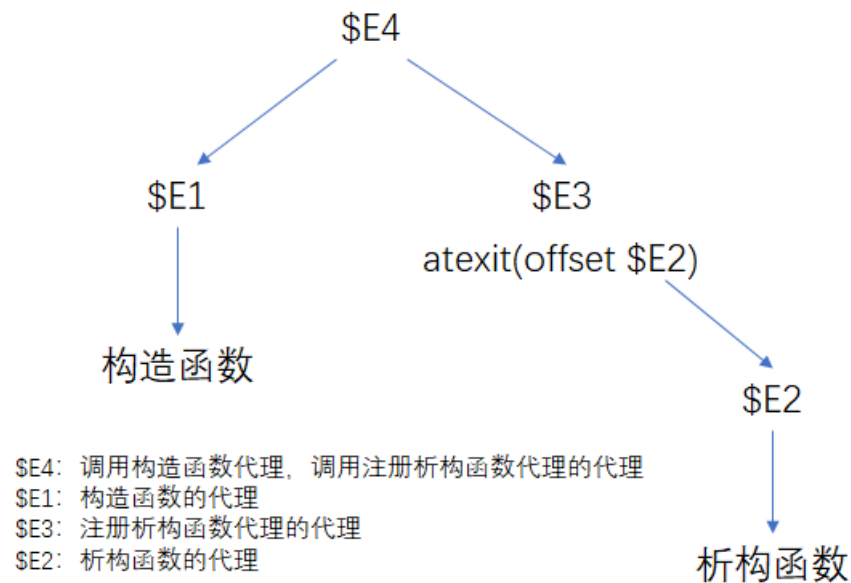 $E4
$E1
$E3
atexit(offset $E2)
构造函数
$E2
$E4：调用构造函数代理，调用注册析构函数代理的代理
$E1：构造函数的代理
$E3：注册析构函数代理的代理
$E2：析构函数的代理
析构函数